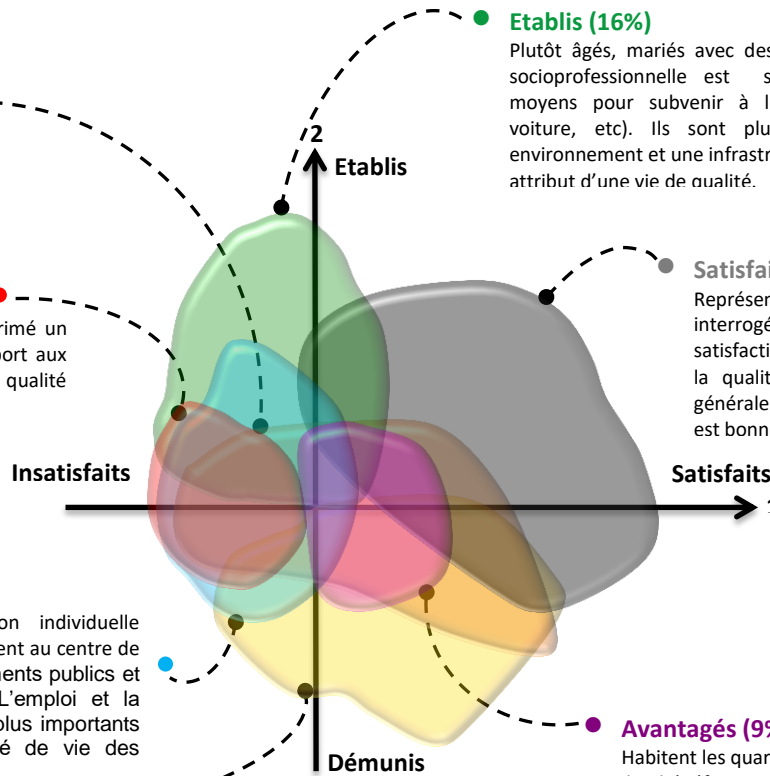 Etablis (16%)
Plutôt âgés, mariés avec des
socioprofessionnelle est s
moyens pour subvenir à l
voiture, etc). Ils sont plu
environnement et une infrastr
attribut d'une vie de qualité.
2
Etablis
Satisfai
Représen
interrogé
satisfacti
la qualit
générale
est bonn
rimé un
port aux
qualité
Insatisfaits
Satisfaits
1
on individuelle
ent au centre de
ments publics et
L'emploi et la
plus importants
é de vie des
Démunis
Avantagés (9%
Habitent les quar